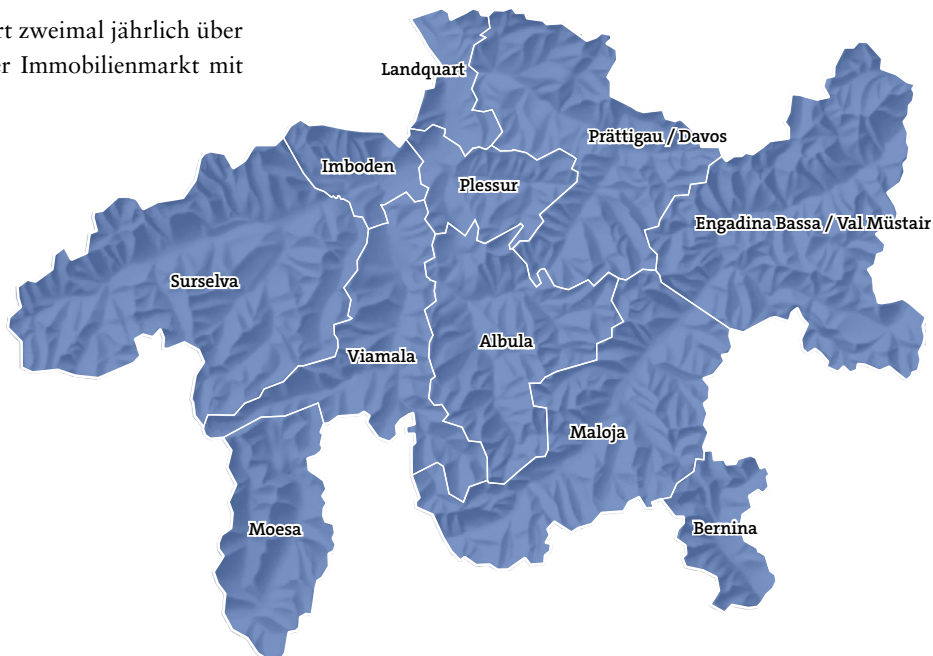 rt zweimal jährlich über
er Immobilienmarkt mit
Landquart
Prättigau / Davos
Imboden
Plessur
Engadina Bassa / Val Müstair
Surselva
Albula
Viamala
Maloja
Moesa
Bernina